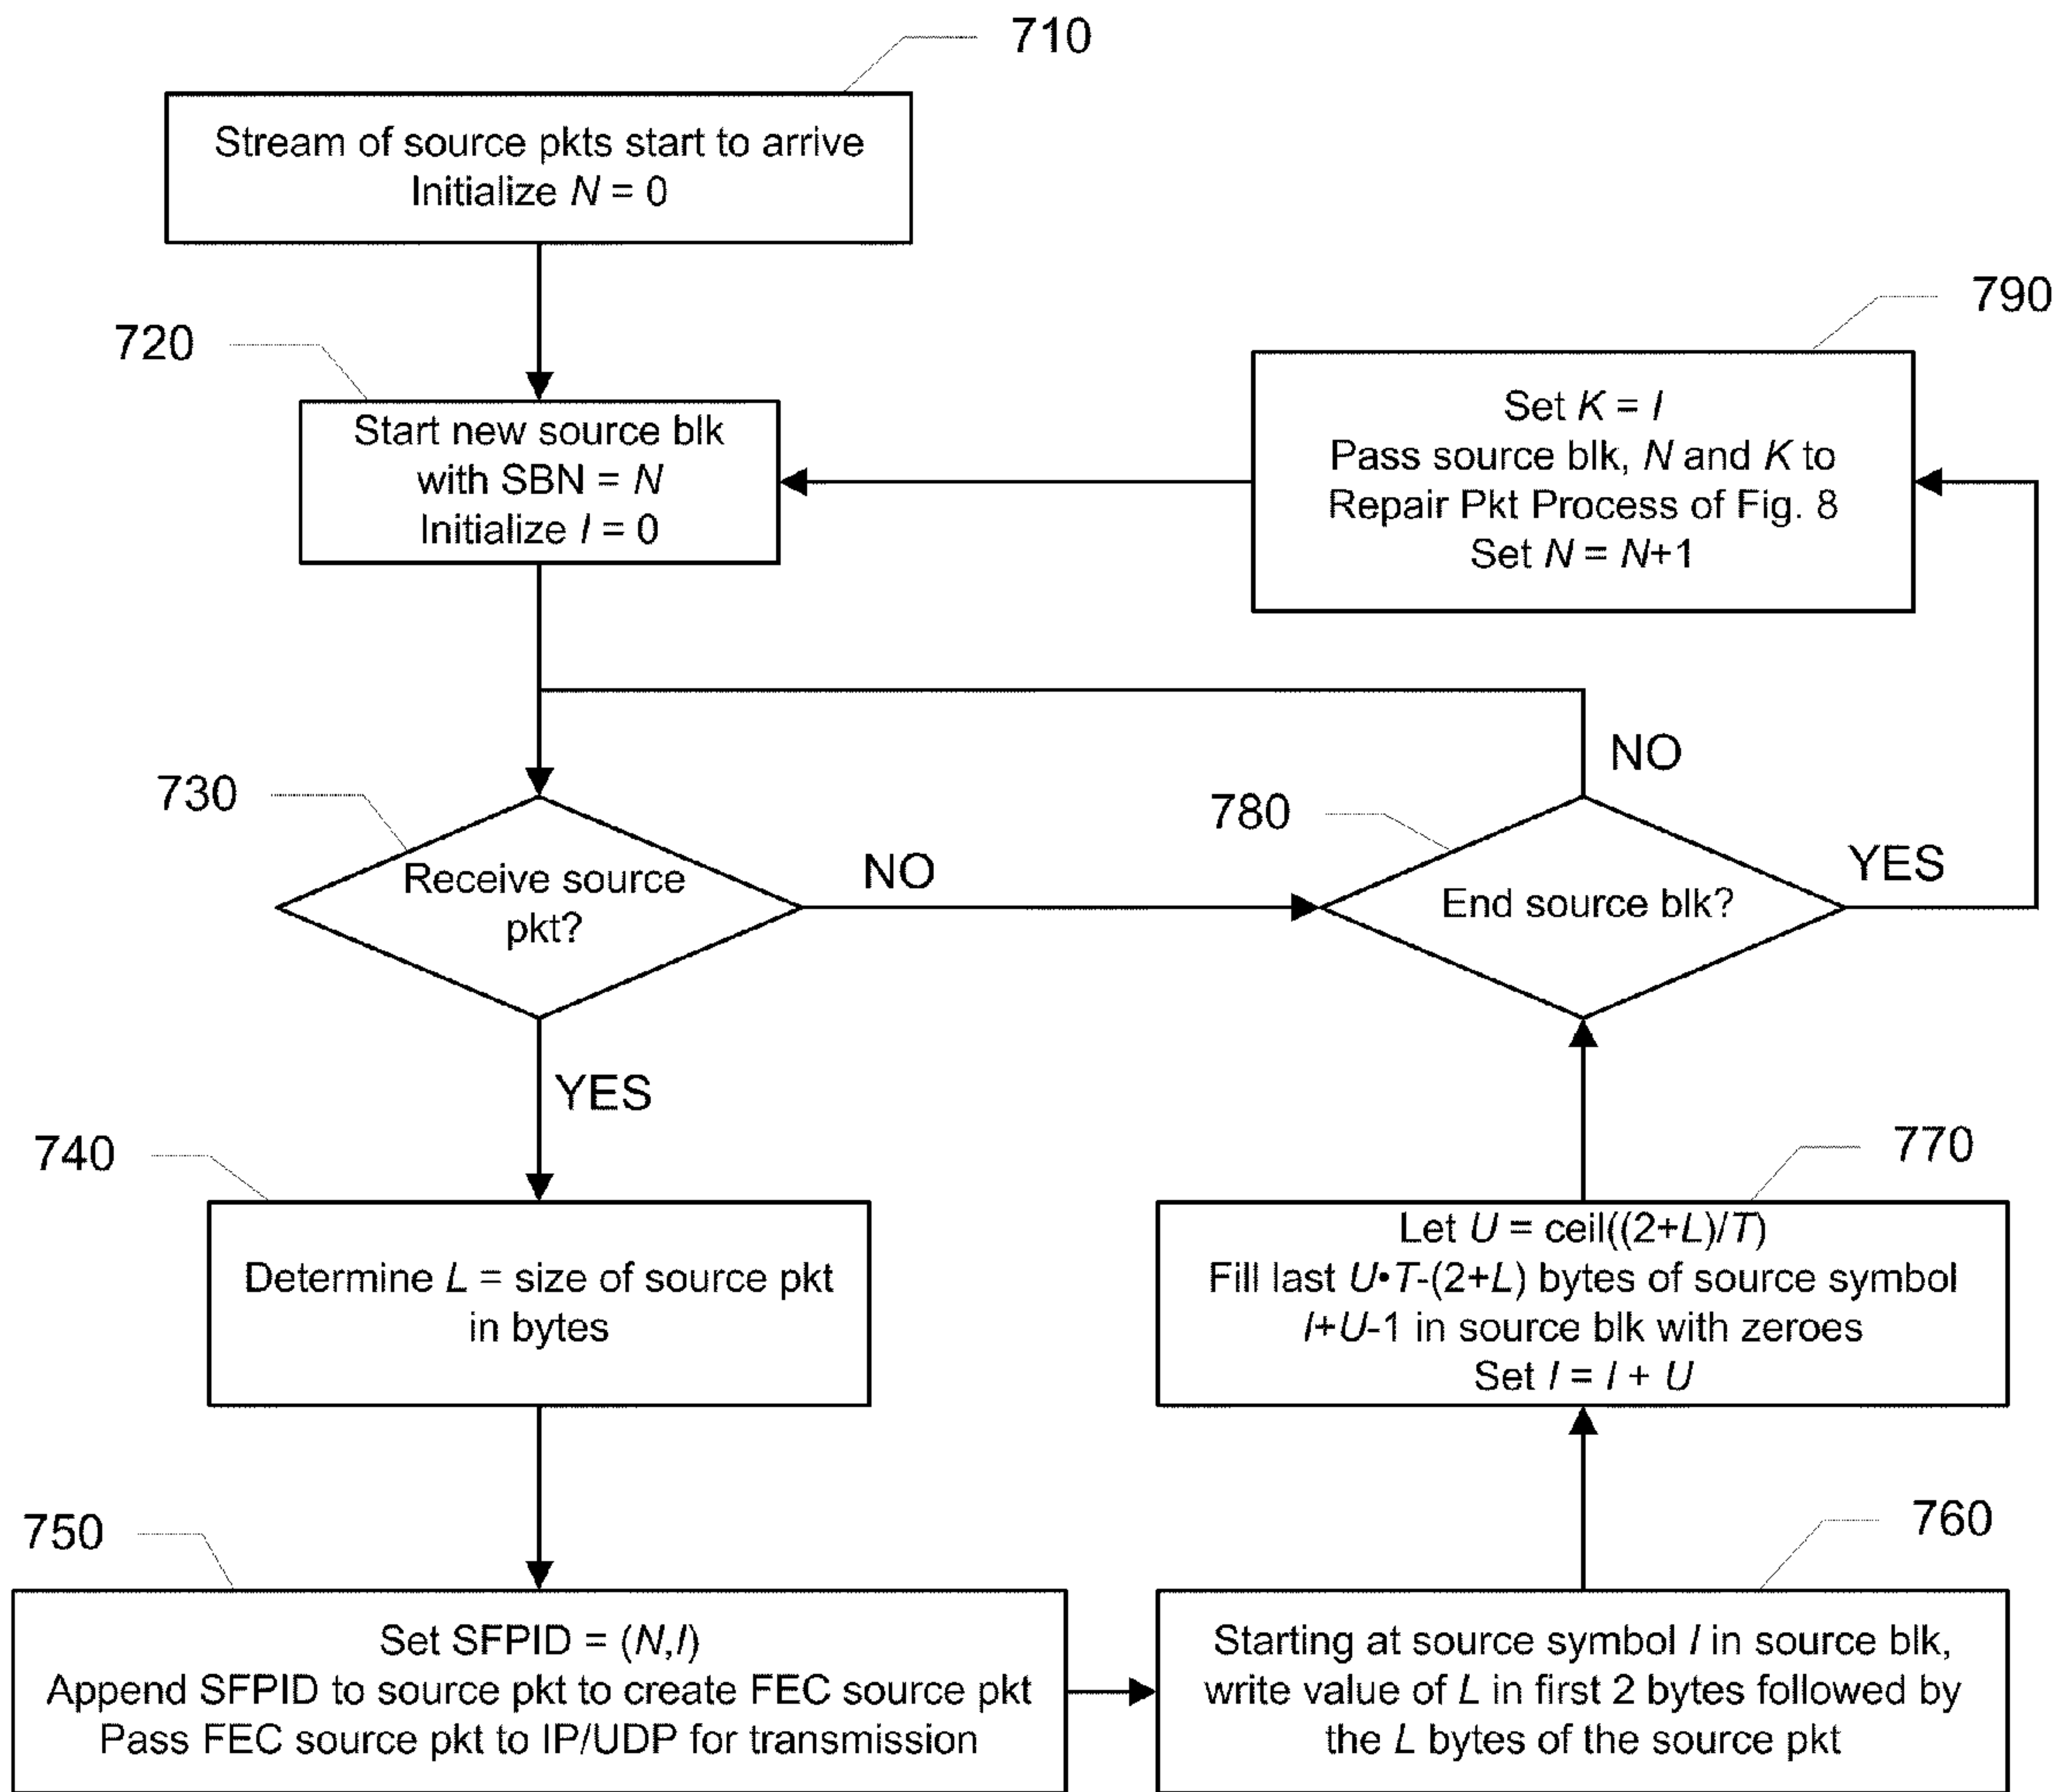 710
Stream of source pkts start to arrive
Initialize N = 0
790
720
Start new source blk
with SBN = N
Initialize I = 0
Set K = I
Pass source blk, N and K to
Repair Pkt Process of Fig. 8
Set N = N+1
NO
730
780
Receive source
pkt?
NO
End source blk?
YES
YES
740
770
Determine L = size of source pkt
in bytes
Let U = ceil((2+L)/T)
Fill last U•T-(2+L) bytes of source symbol
I+U-1 in source blk with zeroes
Set I = I + U
750
760
Set SFPID = (N,I)
Append SFPID to source pkt to create FEC source pkt
Pass FEC source pkt to IP/UDP for transmission
Starting at source symbol I in source blk,
write value of L in first 2 bytes followed by
the L bytes of the source pkt